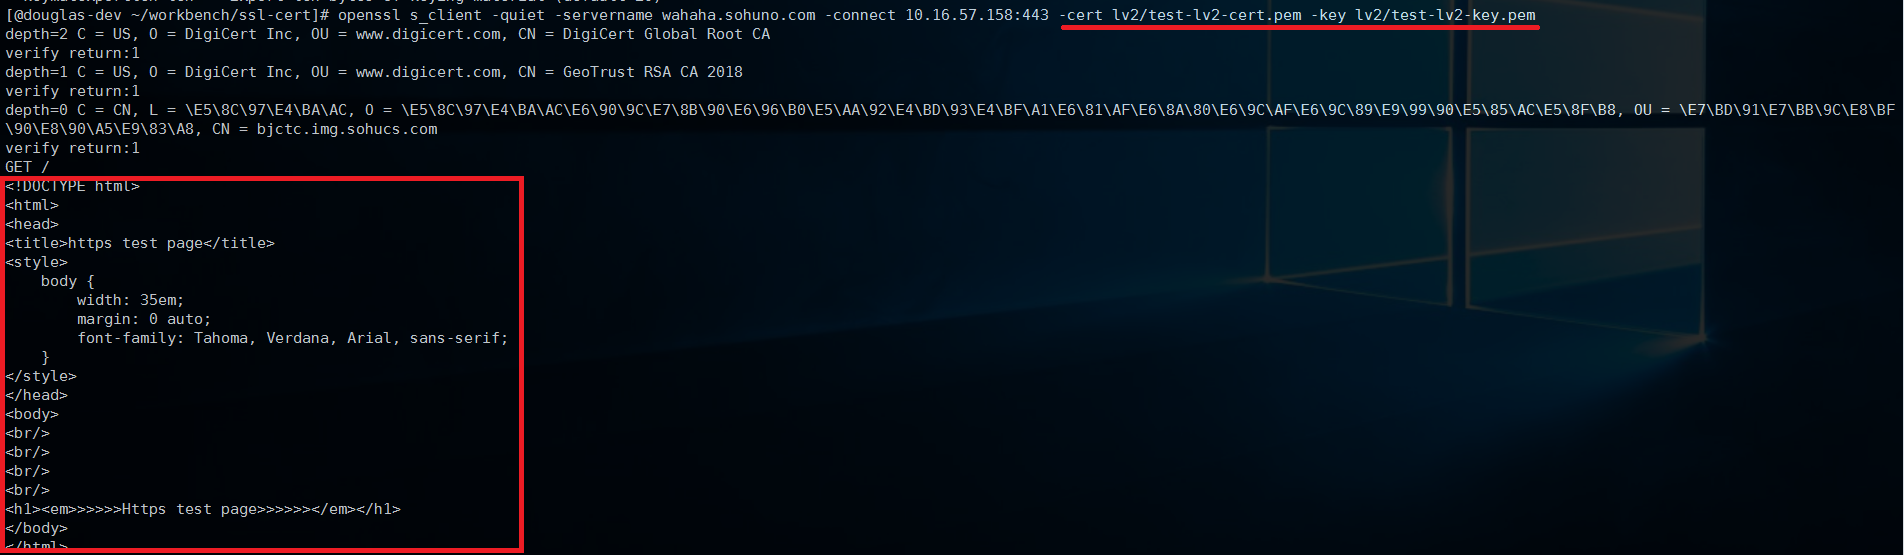 [@douglas-dev ~/workbench/ssl-cert]# openssl s_client -quiet -servername wahaha.sohuno.com -connect 10.16.57.158:443 -cert lv2/test-lv2-cert.pem -key lv2/test-lv2-key.pem
depth=2 C = US, O = DigiCert Inc, OU = www.digicert.com, CN = DigiCert Global Root CA
verify return:1
depth=1 C = US, O = DigiCert Inc, OU = www.digicert.com, CN = GeoTrust RSA CA 2018
verify return:1
depth=0 C = CN, L = \E5\8C\97\E4\BA\AC, O = \E5\8C\97\E4\BA\AC\E6\90\9C\E7\8B\90\E6\96\B0\E5\AA\92\E4\BD\93\E4\BF\A1\E6\81\AF\E6\8A\80\E6\9C\AF\E6\9C\89\E9\99\90\E5\85\AC\E5\8F\B8, OU = \E7\BD\91\E7\BB\9C\E8\BF
\90\E8\90\A5\E9\83\A8, CN = bjctc.img.sohucs.com
verify return:1
GET /
<!DOCTYPE html>
<html>
<head>
<title>https test page</title>
<style>
    body {
        width: 35em;
        margin: 0 auto;
        font-family: Tahoma, Verdana, Arial, sans-serif;
    }
</style>
</head>
<body>
<br/>
<br/>
<br/>
<br/>
<h1><em>>>>>>Https test page>>>>>></em></h1>
</body>
</html>